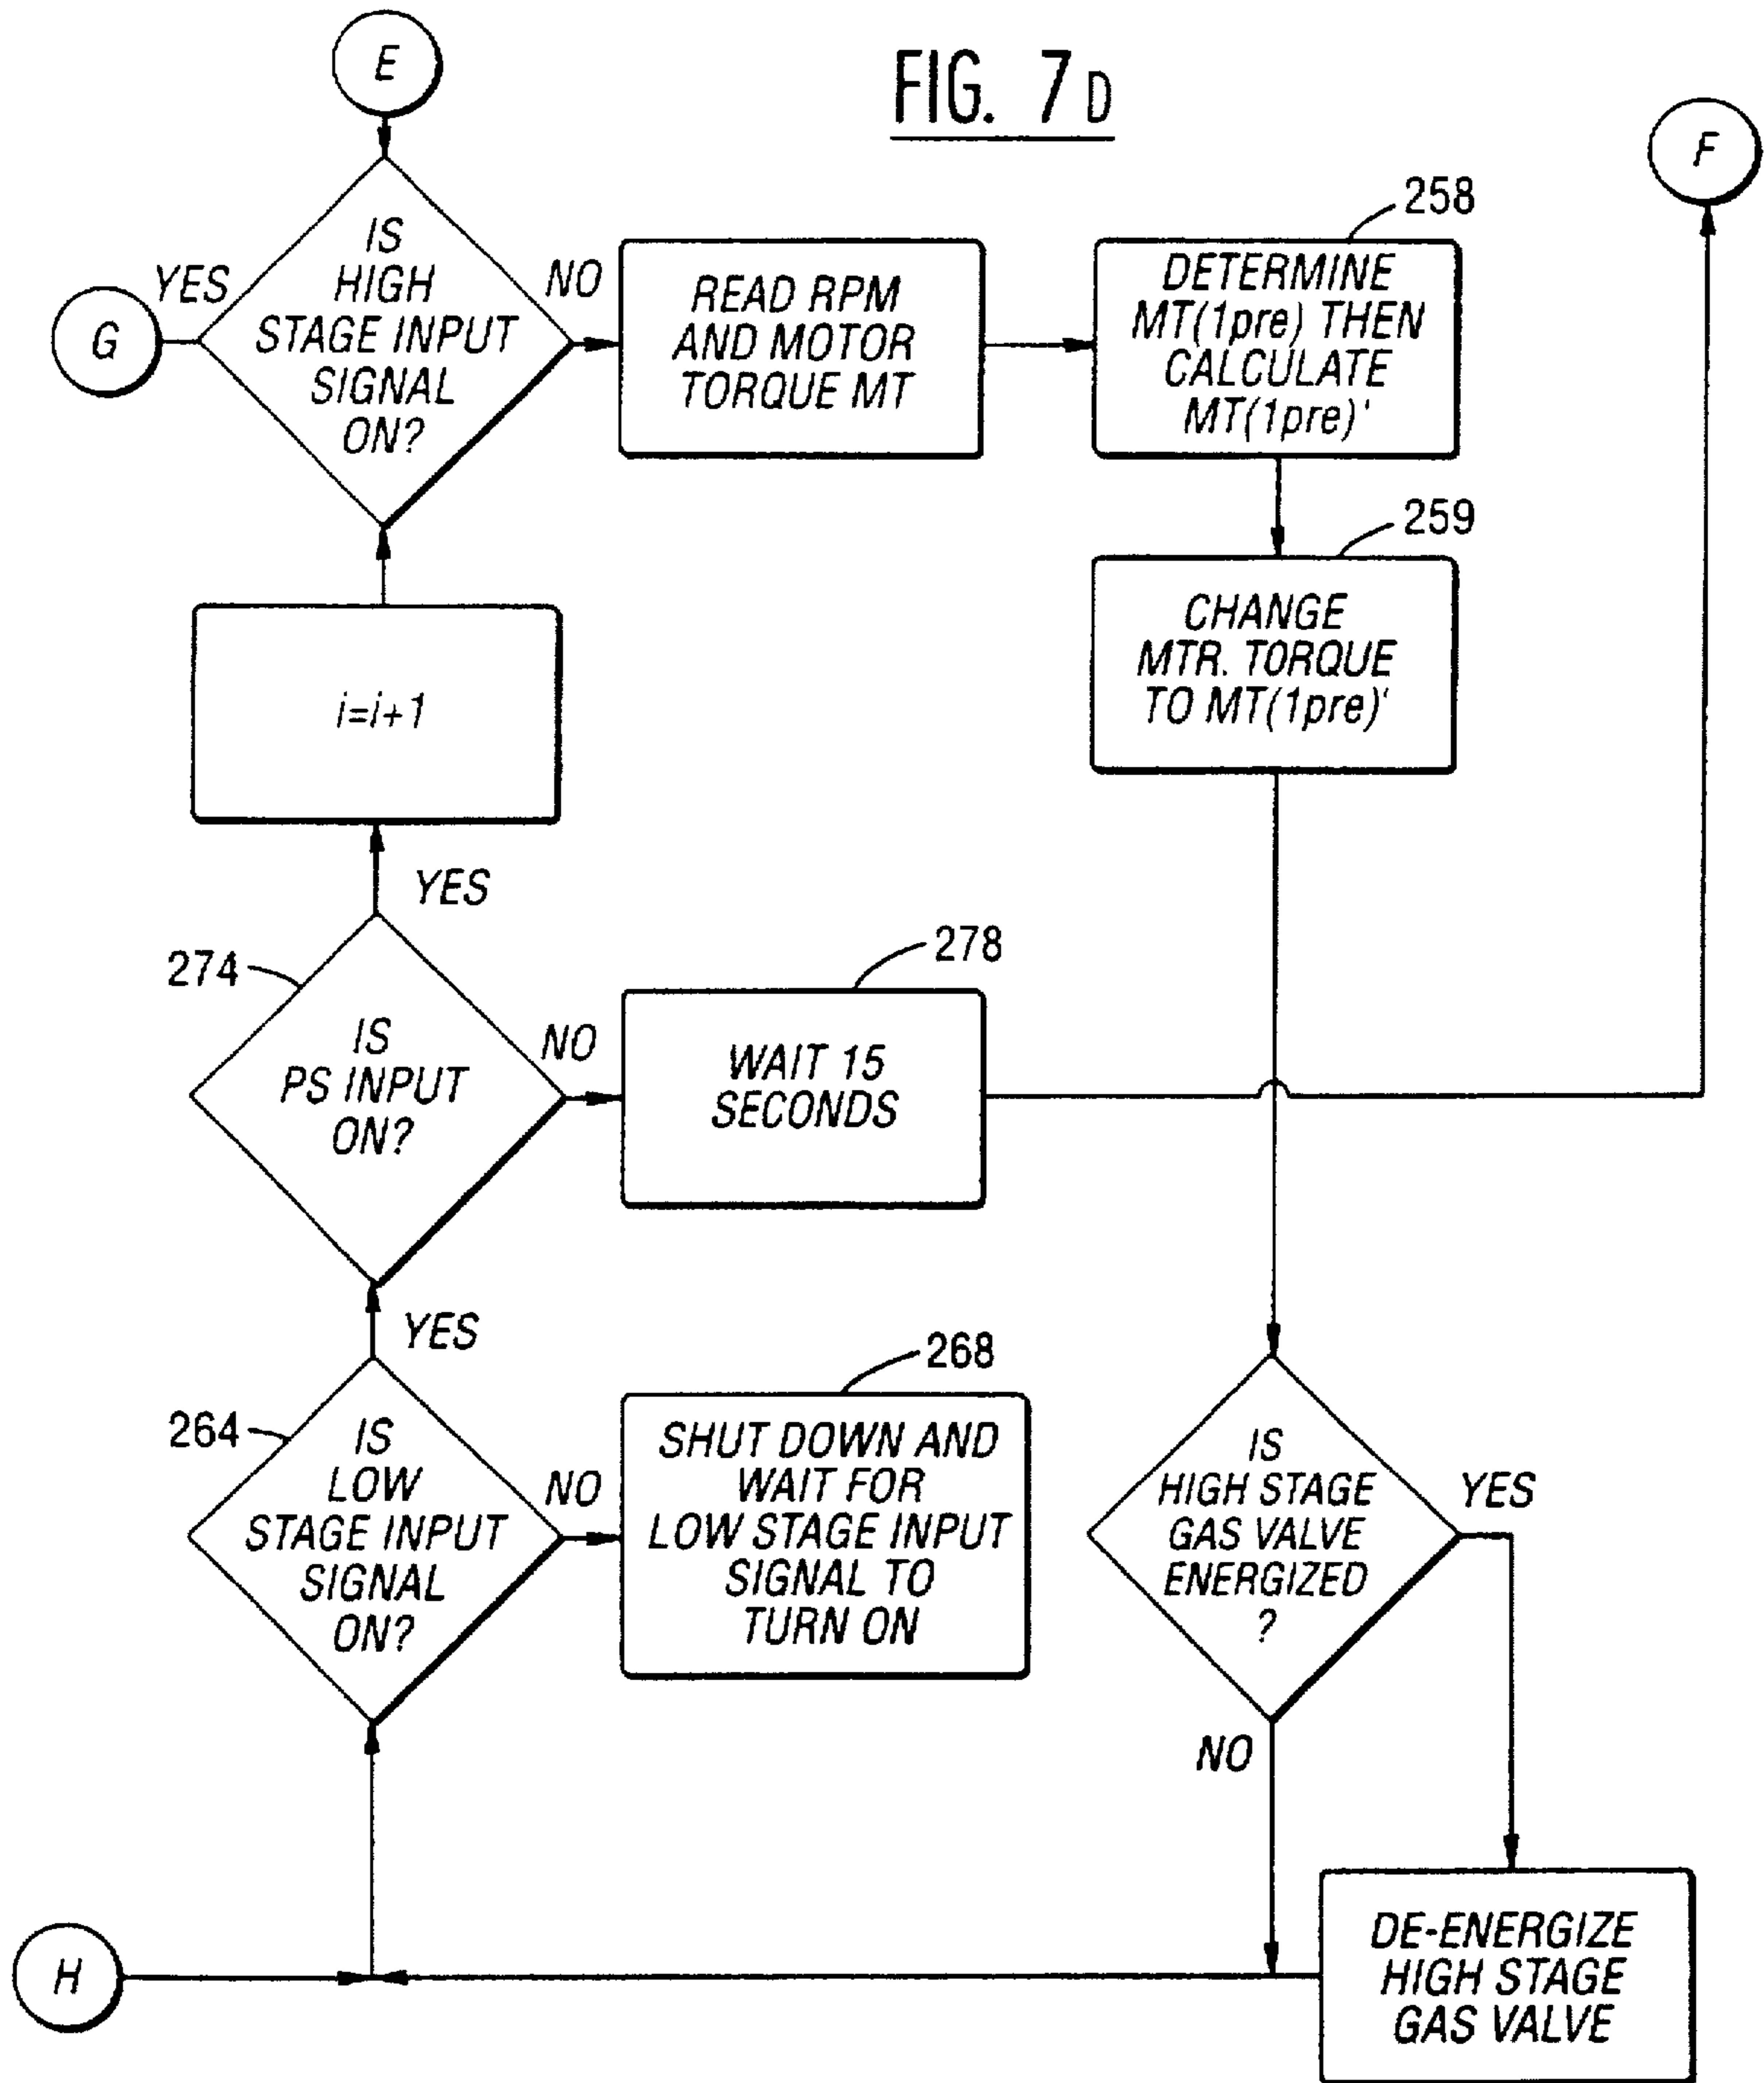 E
FIG. 7D
F
IS
HIGH
STAGE INPUT
SIGNAL
ON?
YES
G
NO
READ RPM
AND MOTOR
TORQUE MT
258
DETERMINE
MT(1pre) THEN
CALCULATE
MT(1pre)'
259
CHANGE
MTR. TORQUE
TO MT(1pre)'
i=i+1
YES
274
IS
PS INPUT
ON?
NO
278
WAIT 15
SECONDS
YES
264
IS
LOW
STAGE INPUT
SIGNAL
ON?
NO
268
SHUT DOWN AND
WAIT FOR
LOW STAGE INPUT
SIGNAL TO
TURN ON
IS
HIGH STAGE
GAS VALVE
ENERGIZED
?
YES
NO
H
DE-ENERGIZE
HIGH STAGE
GAS VALVE